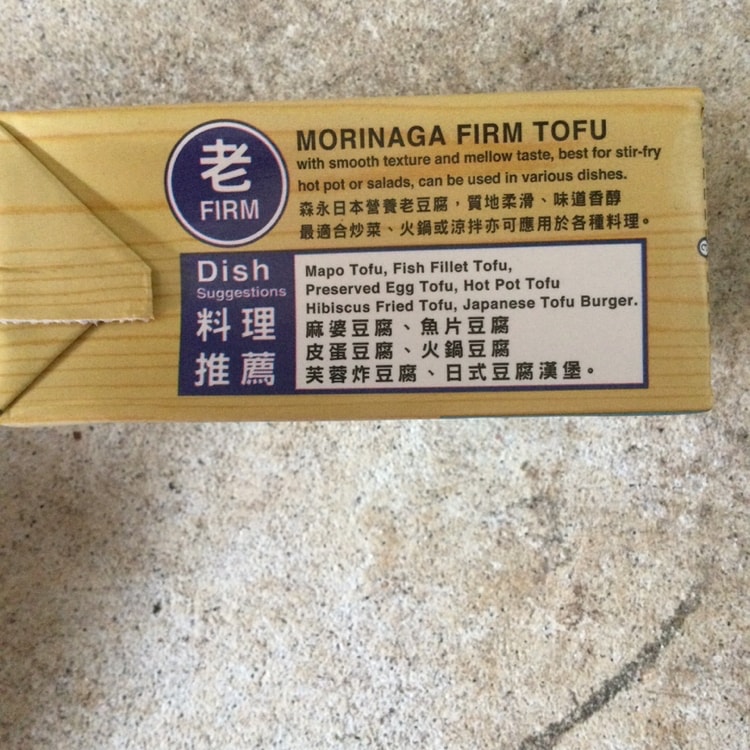 老
FIRM
MORINAGA FIRM TOFU
with smooth texture and mellow taste, best for stir-fry
hot pot or salads, can be used in various dishes.
森永日本營養老豆腐，質地柔滑、味道香醇
最適合炒菜、火鍋或涼拌亦可應用於各種料理。
Dish
Suggestions
料理
推薦
Mapo Tofu, Fish Fillet Tofu,
Preserved Egg Tofu, Hot Pot Tofu
Hibiscus Fried Tofu, Japanese Tofu Burger.
麻婆豆腐、魚片豆腐
皮蛋豆腐、火鍋豆腐
芙蓉炸豆腐、日式豆腐漢堡。